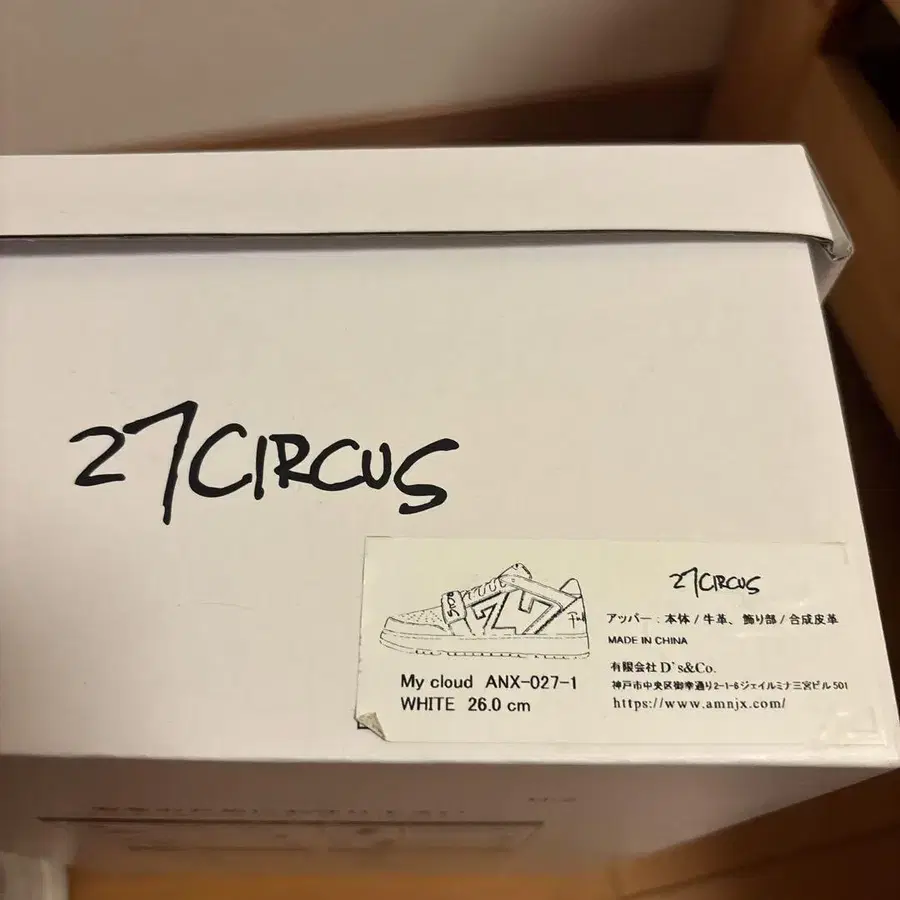 27CIRCUS
27CIRCUS
アッパー：本体 / 牛革、飾り部 / 合成皮革
MADE IN CHINA
有限会社 D's&Co.
神戸市中央区御幸通り2-1-6ジェイルミナ三宮ビル501
https://www.amnjx.com/
27
My cloud ANX-027-1
WHITE 26.0 cm